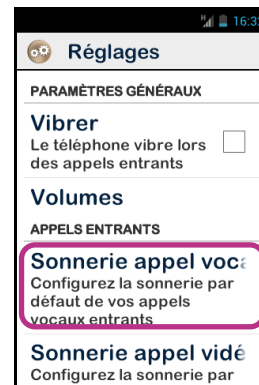 H 16:32
Réglages
PARAMÈTRES GÉNÉRAUX
Vibrer
Le téléphone vibre lors
des appels entrants
Volumes
APPELS ENTRANTS
Sonnerie appel voca
Configurez la sonnerie par
défaut de vos appels
vocaux entrants
Sonnerie appel vidé
Configurez la sonnerie par